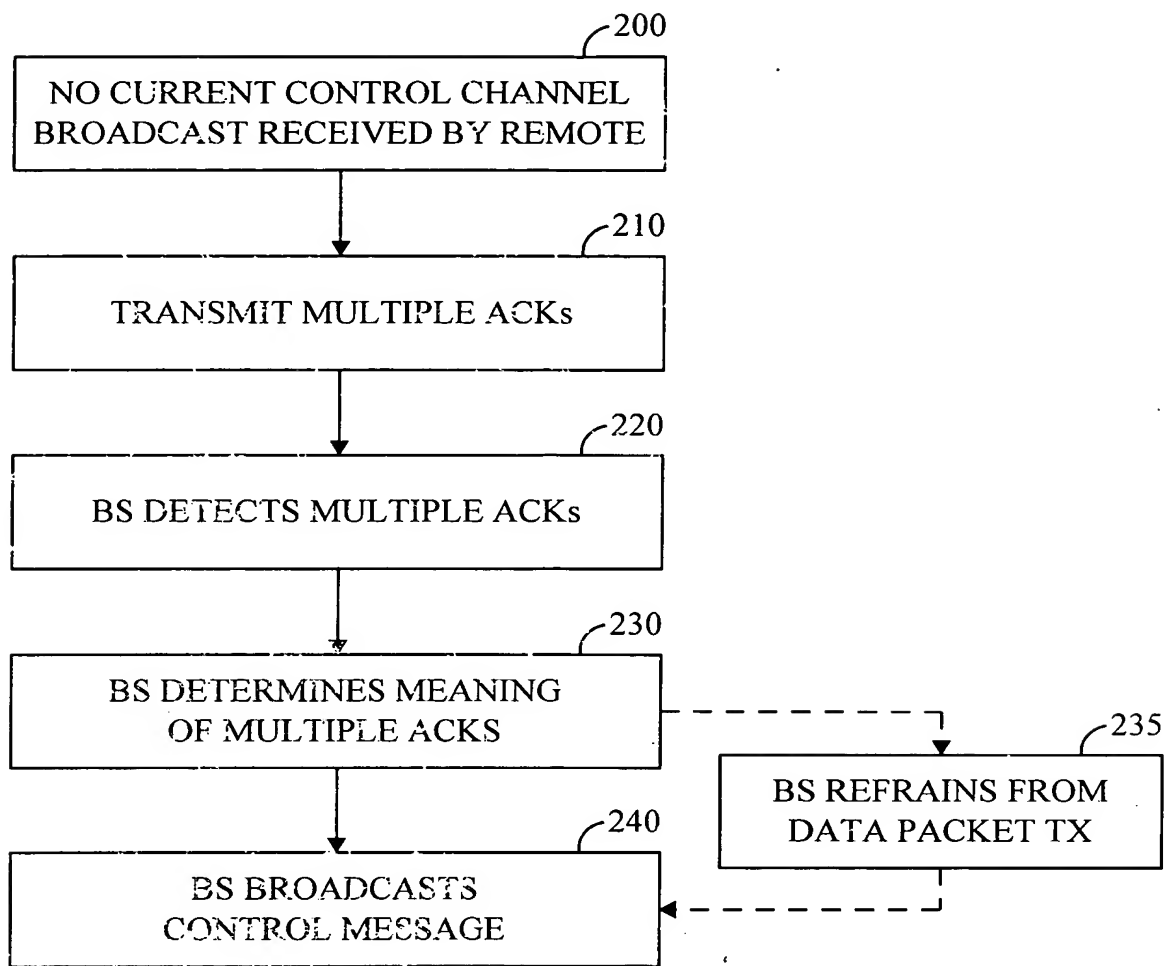 200
NO CURRENT CONTROL CHANNEL
BROADCAST RECEIVED BY REMOTE
210
TRANSMIT MULTIPLE ACKs
220
BS DETECTS MULTIPLE ACKs
230
BS DETERMINES MEANING
OF MULTIPLE ACKS
235
BS REFRAINS FROM
DATA PACKET TX
240
BS BROADCASTS
CONTROL MESSAGE